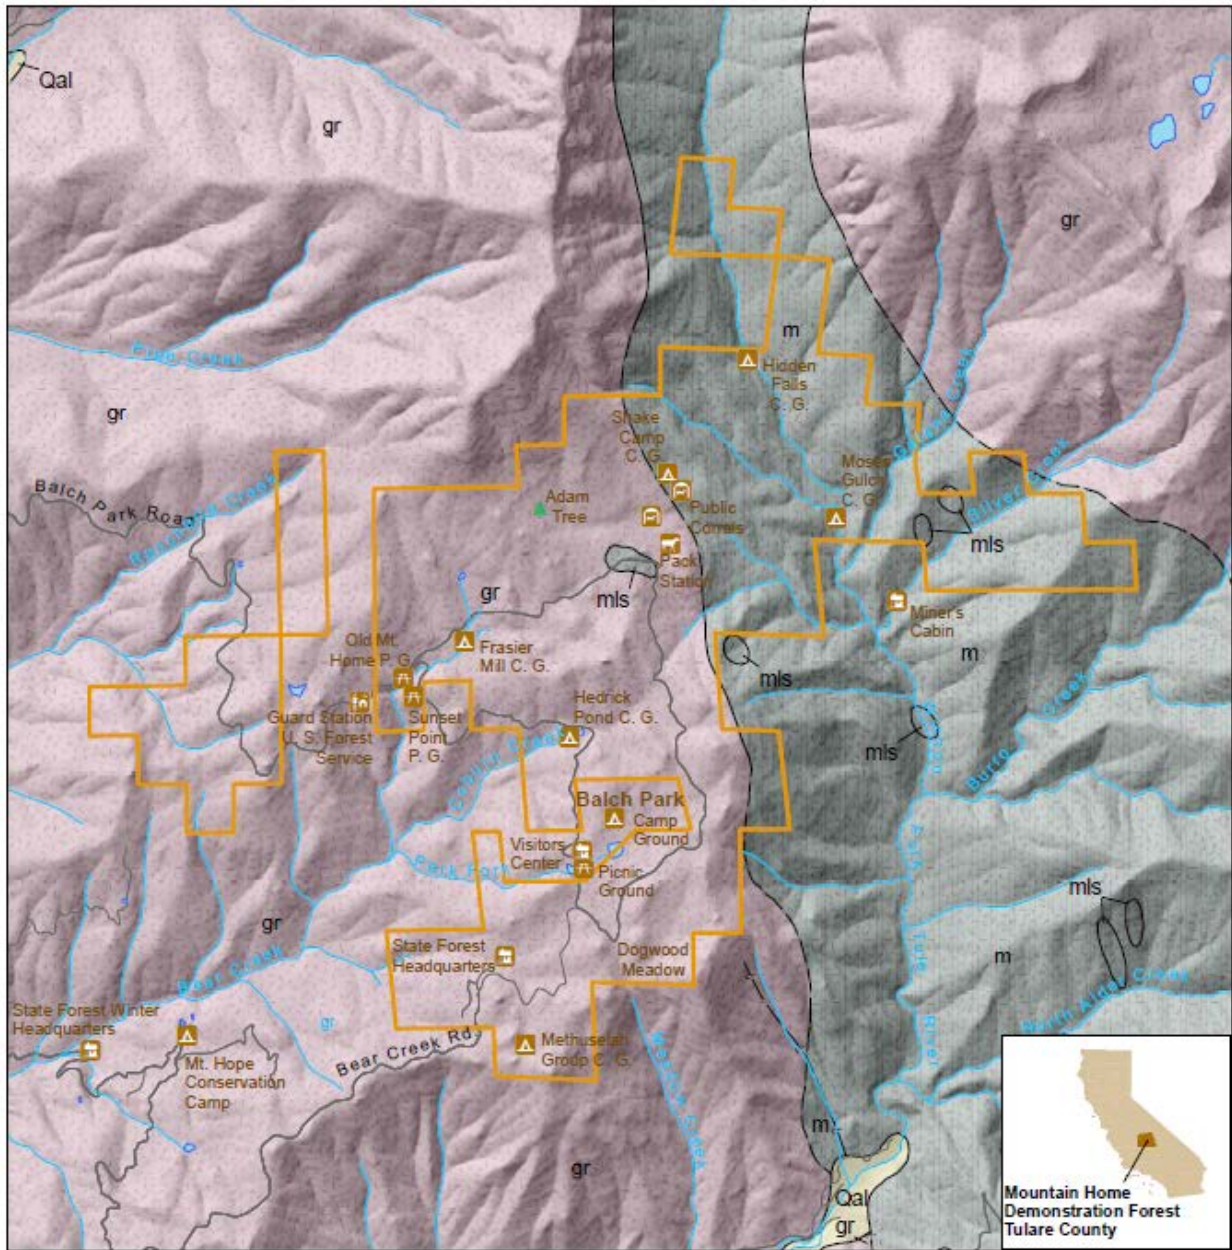 Qal
gr
gr
m
Pine Creek
Hidden
Falls
C. G.
gr
Shake
Camp
C. G.
Balch Park Road
Moses
Gulch
C. G.
Silver Creek
Adam
Tree
Public
Corrals
Pack
Station
mls
mls
gr
Miner's
Cabin
Old Mt.
Home P. G.
Frasier
Mill C. G.
m
mls
Guard Station
U. S. Forest
Service
Sunset
Point
P. G.
Hedrick
Pond C. G.
mls
Burro Creek
Balch Park
Camp
Ground
Visitors
Center
Picnic
Ground
mls
gr
State Forest
Headquarters
Dogwood
Meadow
m
Bear Creek
Tule
River
North Alder Creek
State Forest Winter
Headquarters
gr
Bear Creek Rd.
Methuselah
Group C. G.
Mt. Hope
Conservation
Camp
m
gr
Qal
gr
Mountain Home
Demonstration Forest
Tulare County